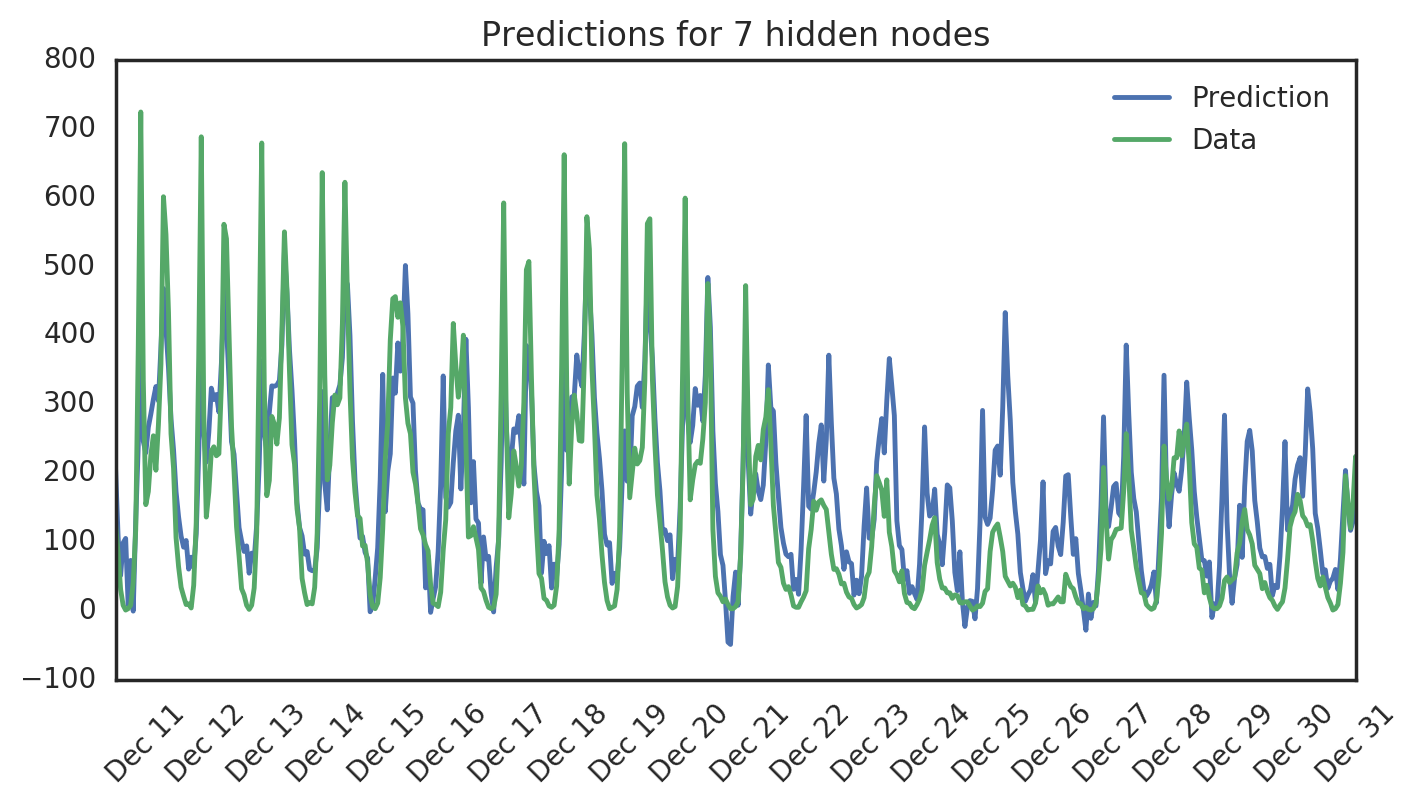 Predictions for 7 hidden nodes
800
700
600
500
400
300
200
100
0
−100
Prediction
Data
Dec 11
Dec 12
Dec 13
Dec 14
Dec 15
Dec 16
Dec 17
Dec 18
Dec 19
Dec 20
Dec 21
Dec 22
Dec 23
Dec 24
Dec 25
Dec 26
Dec 27
Dec 28
Dec 29
Dec 30
Dec 31